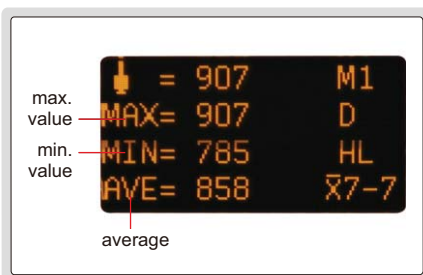 = 907 M1
max. value
MAX= 907 D
min. value
MIN= 785 HL
AVE= 858 X̄7-7
average